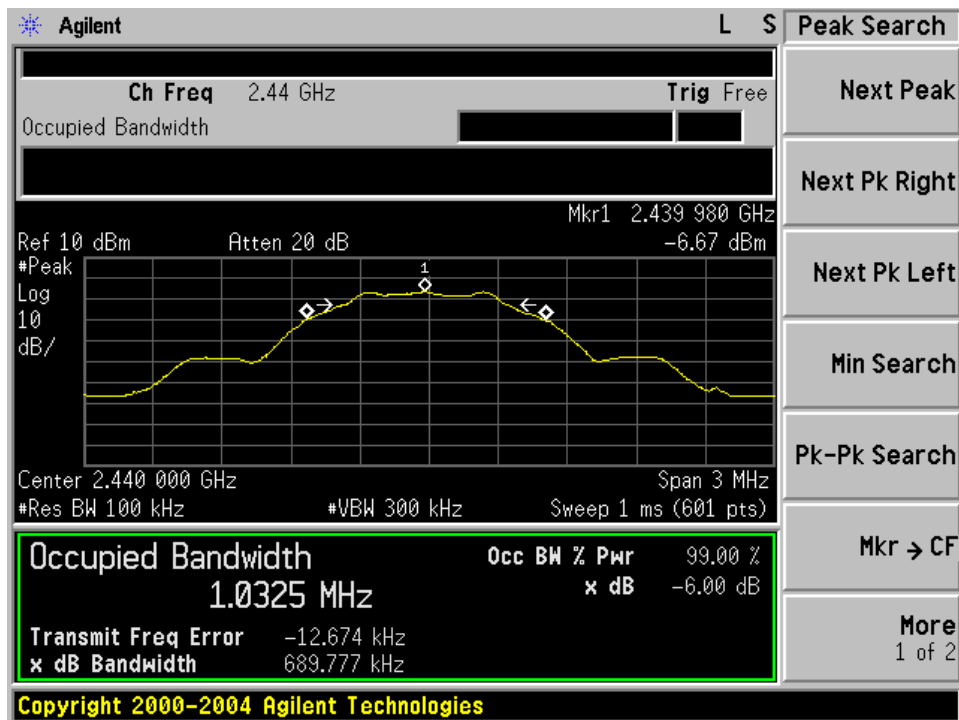 Agilent L S
Peak Search
Ch Freq 2.44 GHz Trig Free
Occupied Bandwidth
Mkr1 2.439 980 GHz
Ref 10 dBm Atten 20 dB -6.67 dBm
#Peak
Log
10
dB/
1
Center 2.440 000 GHz Span 3 MHz
#Res BW 100 kHz #VBW 300 kHz Sweep 1 ms (601 pts)
Occupied Bandwidth Occ BW % Pwr 99.00 %
1.0325 MHz x dB -6.00 dB
Transmit Freq Error -12.674 kHz
x dB Bandwidth 689.777 kHz
Next Peak
Next Pk Right
Next Pk Left
Min Search
Pk-Pk Search
Mkr → CF
More
1 of 2
Copyright 2000-2004 Agilent Technologies